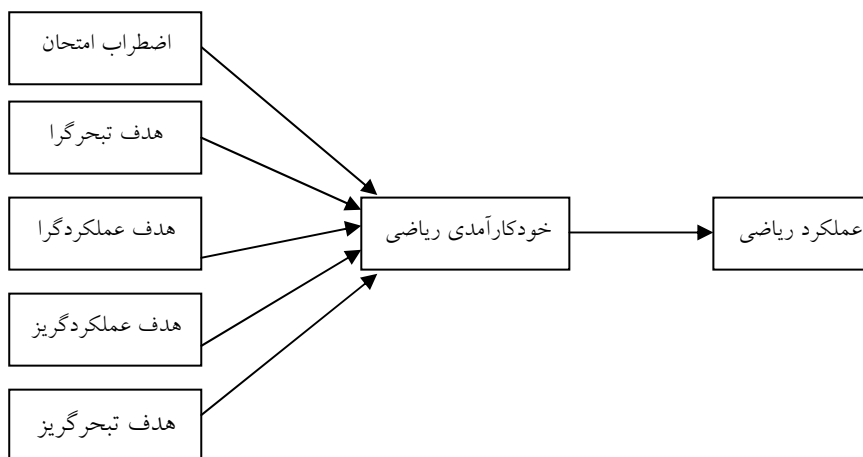 اضطراب امتحان
هدف تبحرگرا
هدف عملکردگرا
خودکارآمدی ریاضی
عملکرد ریاضی
هدف عملکردگریز
هدف تبحرگریز